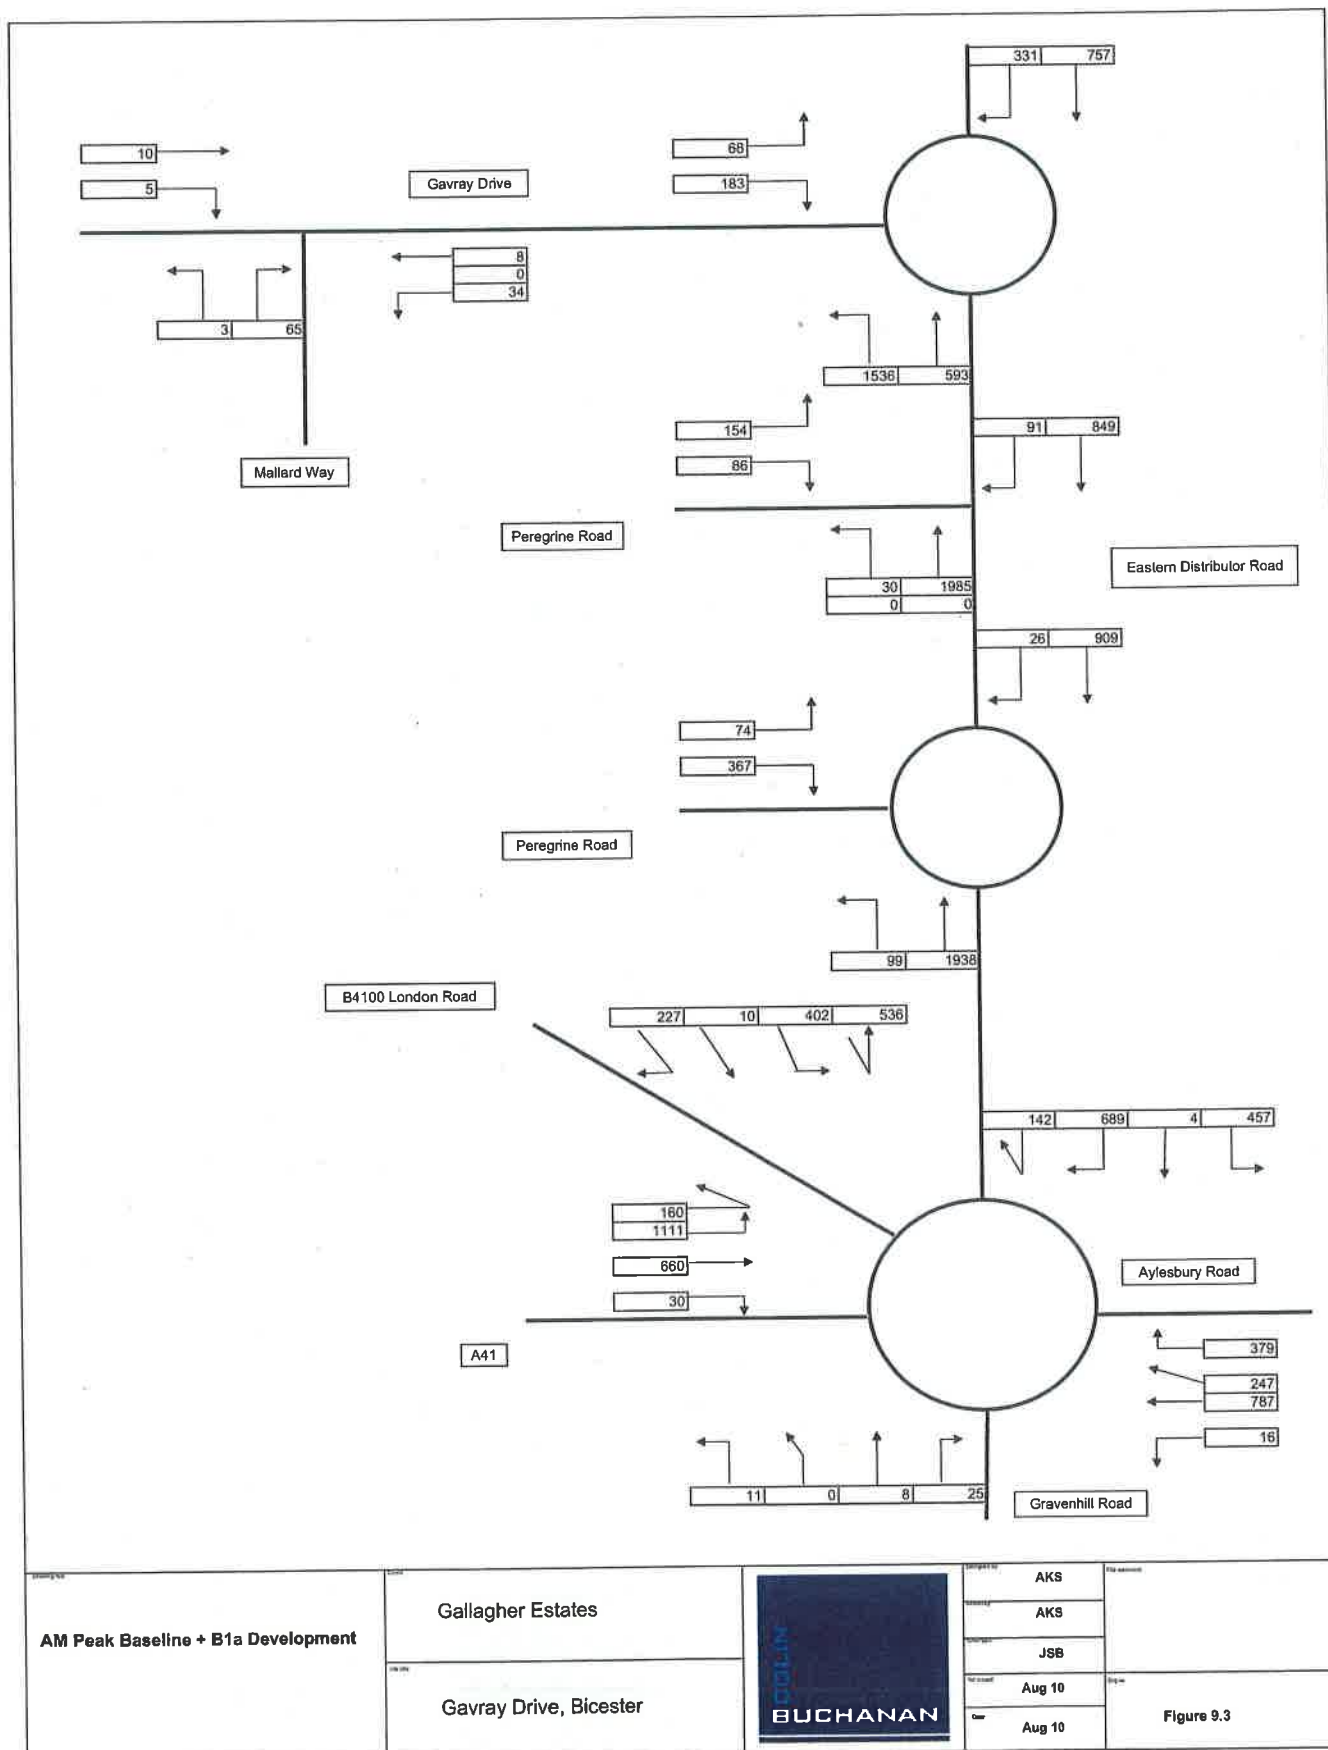 331 757
10
68
5
Gavray Drive
183
8
0
34
3 65
1536 593
154
91 849
86
Mallard Way
Peregrine Road
Eastern Distributor Road
30 1985
0 0
26 909
74
367
Peregrine Road
99 1938
B4100 London Road
227 10 402 536
142 689 4 457
160
1111
660
30
Aylesbury Road
A41
379
247
787
16
11 0 8 25
Gravenhill Road
AM Peak Baseline + B1a Development
Gallagher Estates
Gavray Drive, Bicester
COLIN
BUCHANAN
AKS
AKS
JSB
Aug 10
Aug 10
Figure 9.3